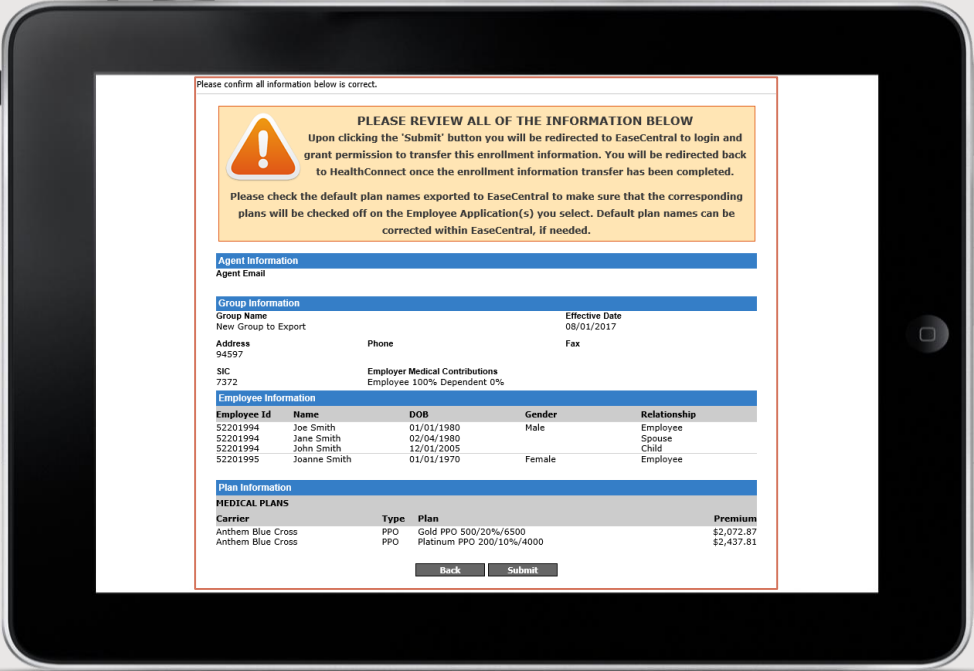 Please confirm all information below is correct.
PLEASE REVIEW ALL OF THE INFORMATION BELOW
Upon clicking the 'Submit' button you will be redirected to EaseCentral to login and
grant permission to transfer this enrollment information. You will be redirected back
to HealthConnect once the enrollment information transfer has been completed.
Please check the default plan names exported to EaseCentral to make sure that the corresponding
plans will be checked off on the Employee Application(s) you select. Default plan names can be
corrected within EaseCentral, if needed.
Agent Information
Agent Email
Group Information
Group Name Effective Date
New Group to Export 08/01/2017
Address Phone Fax
94597
SIC Employer Medical Contributions
7372 Employee 100% Dependent 0%
Employee Information
Employee Id Name DOB Gender Relationship
52201994 Joe Smith 01/01/1980 Male Employee
52201994 Jane Smith 02/04/1980 Spouse
52201994 John Smith 12/01/2005 Child
52201995 Joanne Smith 01/01/1970 Female Employee
Plan Information
MEDICAL PLANS
Carrier Type Plan Premium
Anthem Blue Cross PPO Gold PPO 500/20%/6500 $2,072.87
Anthem Blue Cross PPO Platinum PPO 200/10%/4000 $2,437.81
Back Submit